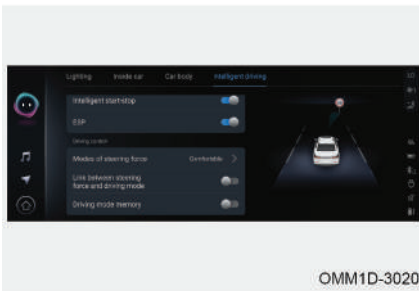 Lighting Inside car Car body Intelligent driving
Intelligent start-stop
ESP
Driving control
Modes of steering force Comfortable
Link between steering
force and driving mode
Driving mode memory
OMM1D-3020